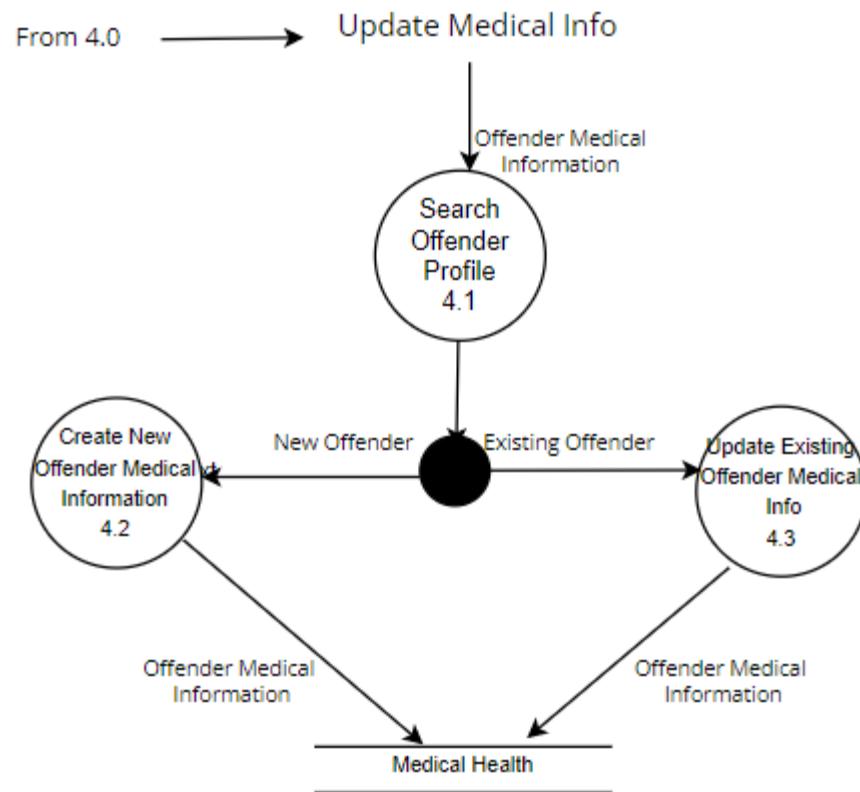 From 4.0
Update Medical Info
Offender Medical
Information
Search
Offender
Profile
4.1
New Offender
Existing Offender
Create New
Offender Medical
Information
4.2
Update Existing
Offender Medical
Info
4.3
Offender Medical
Information
Offender Medical
Information
Medical Health